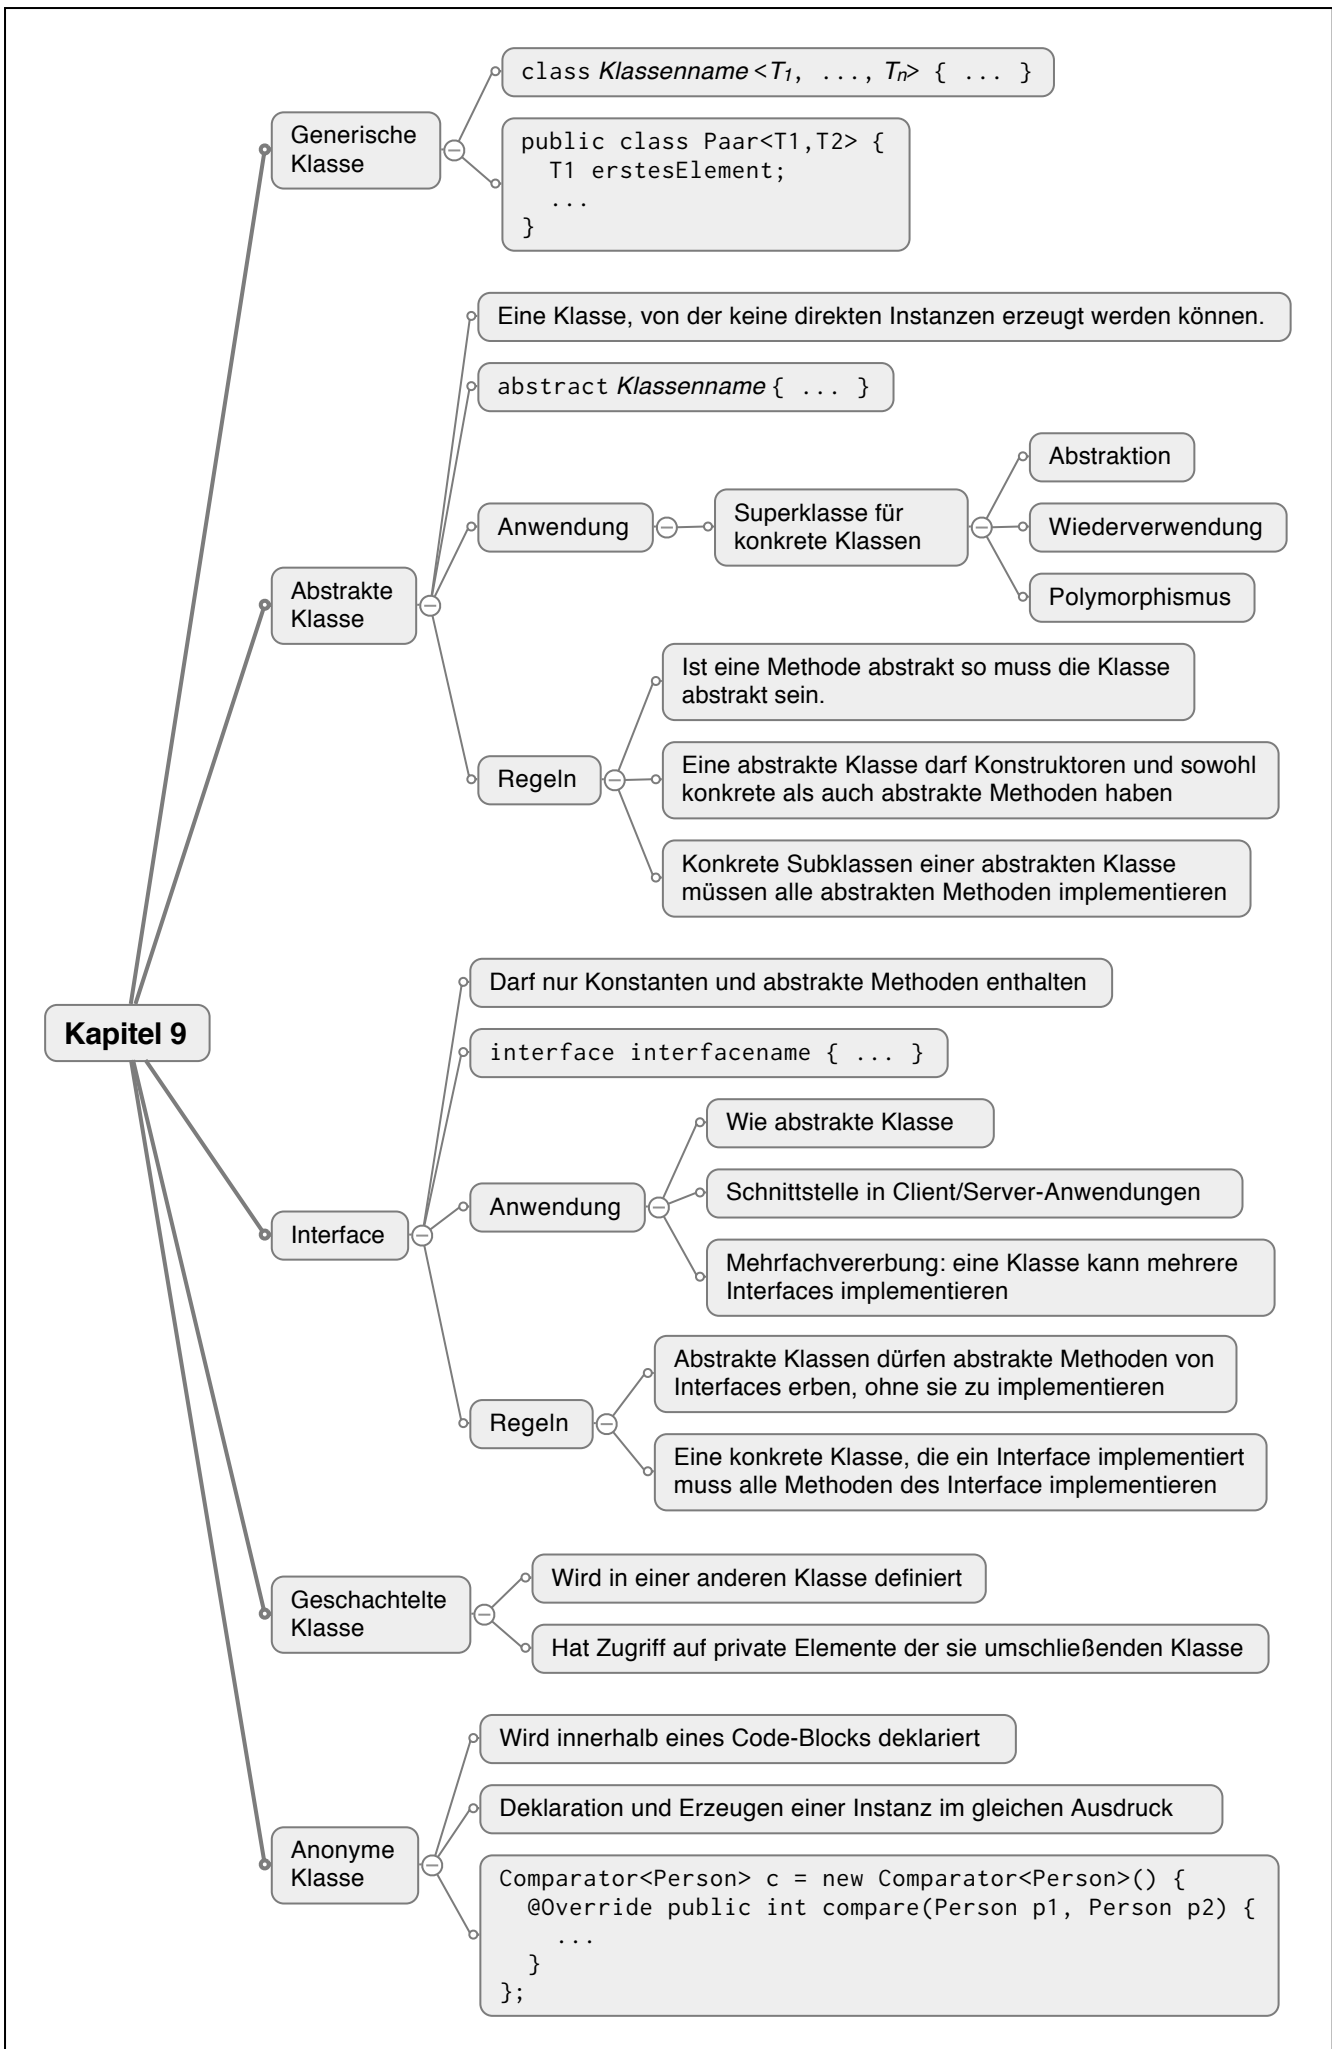 Kapitel 9
Generische
Klasse
class Klassenname <T1, ..., Tn> { ... }
public class Paar<T1,T2> {
  T1 erstesElement;
  ...
}
Abstrakte
Klasse
Eine Klasse, von der keine direkten Instanzen erzeugt werden können.
abstract Klassenname { ... }
Anwendung
Superklasse für
konkrete Klassen
Abstraktion
Wiederverwendung
Polymorphismus
Regeln
Ist eine Methode abstrakt so muss die Klasse
abstrakt sein.
Eine abstrakte Klasse darf Konstruktoren und sowohl
konkrete als auch abstrakte Methoden haben
Konkrete Subklassen einer abstrakten Klasse
müssen alle abstrakten Methoden implementieren
Interface
Darf nur Konstanten und abstrakte Methoden enthalten
interface interfacename { ... }
Anwendung
Wie abstrakte Klasse
Schnittstelle in Client/Server-Anwendungen
Mehrfachvererbung: eine Klasse kann mehrere
Interfaces implementieren
Regeln
Abstrakte Klassen dürfen abstrakte Methoden von
Interfaces erben, ohne sie zu implementieren
Eine konkrete Klasse, die ein Interface implementiert
muss alle Methoden des Interface implementieren
Geschachtelte
Klasse
Wird in einer anderen Klasse definiert
Hat Zugriff auf private Elemente der sie umschließenden Klasse
Anonyme
Klasse
Wird innerhalb eines Code-Blocks deklariert
Deklaration und Erzeugen einer Instanz im gleichen Ausdruck
Comparator<Person> c = new Comparator<Person>() {
  @Override public int compare(Person p1, Person p2) {
    ...
  }
};